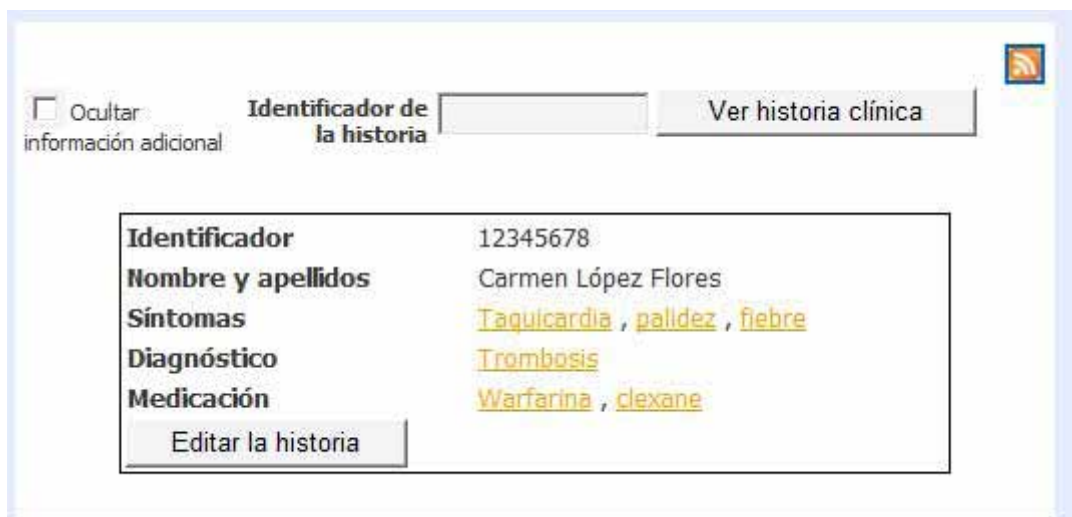 Ocultar
información adicional
Identificador de
la historia
Ver historia clínica
Identificador 12345678
Nombre y apellidos Carmen López Flores
Síntomas Taquicardia , palidez , fiebre
Diagnóstico Trombosis
Medicación Warfarina , clexane
Editar la historia